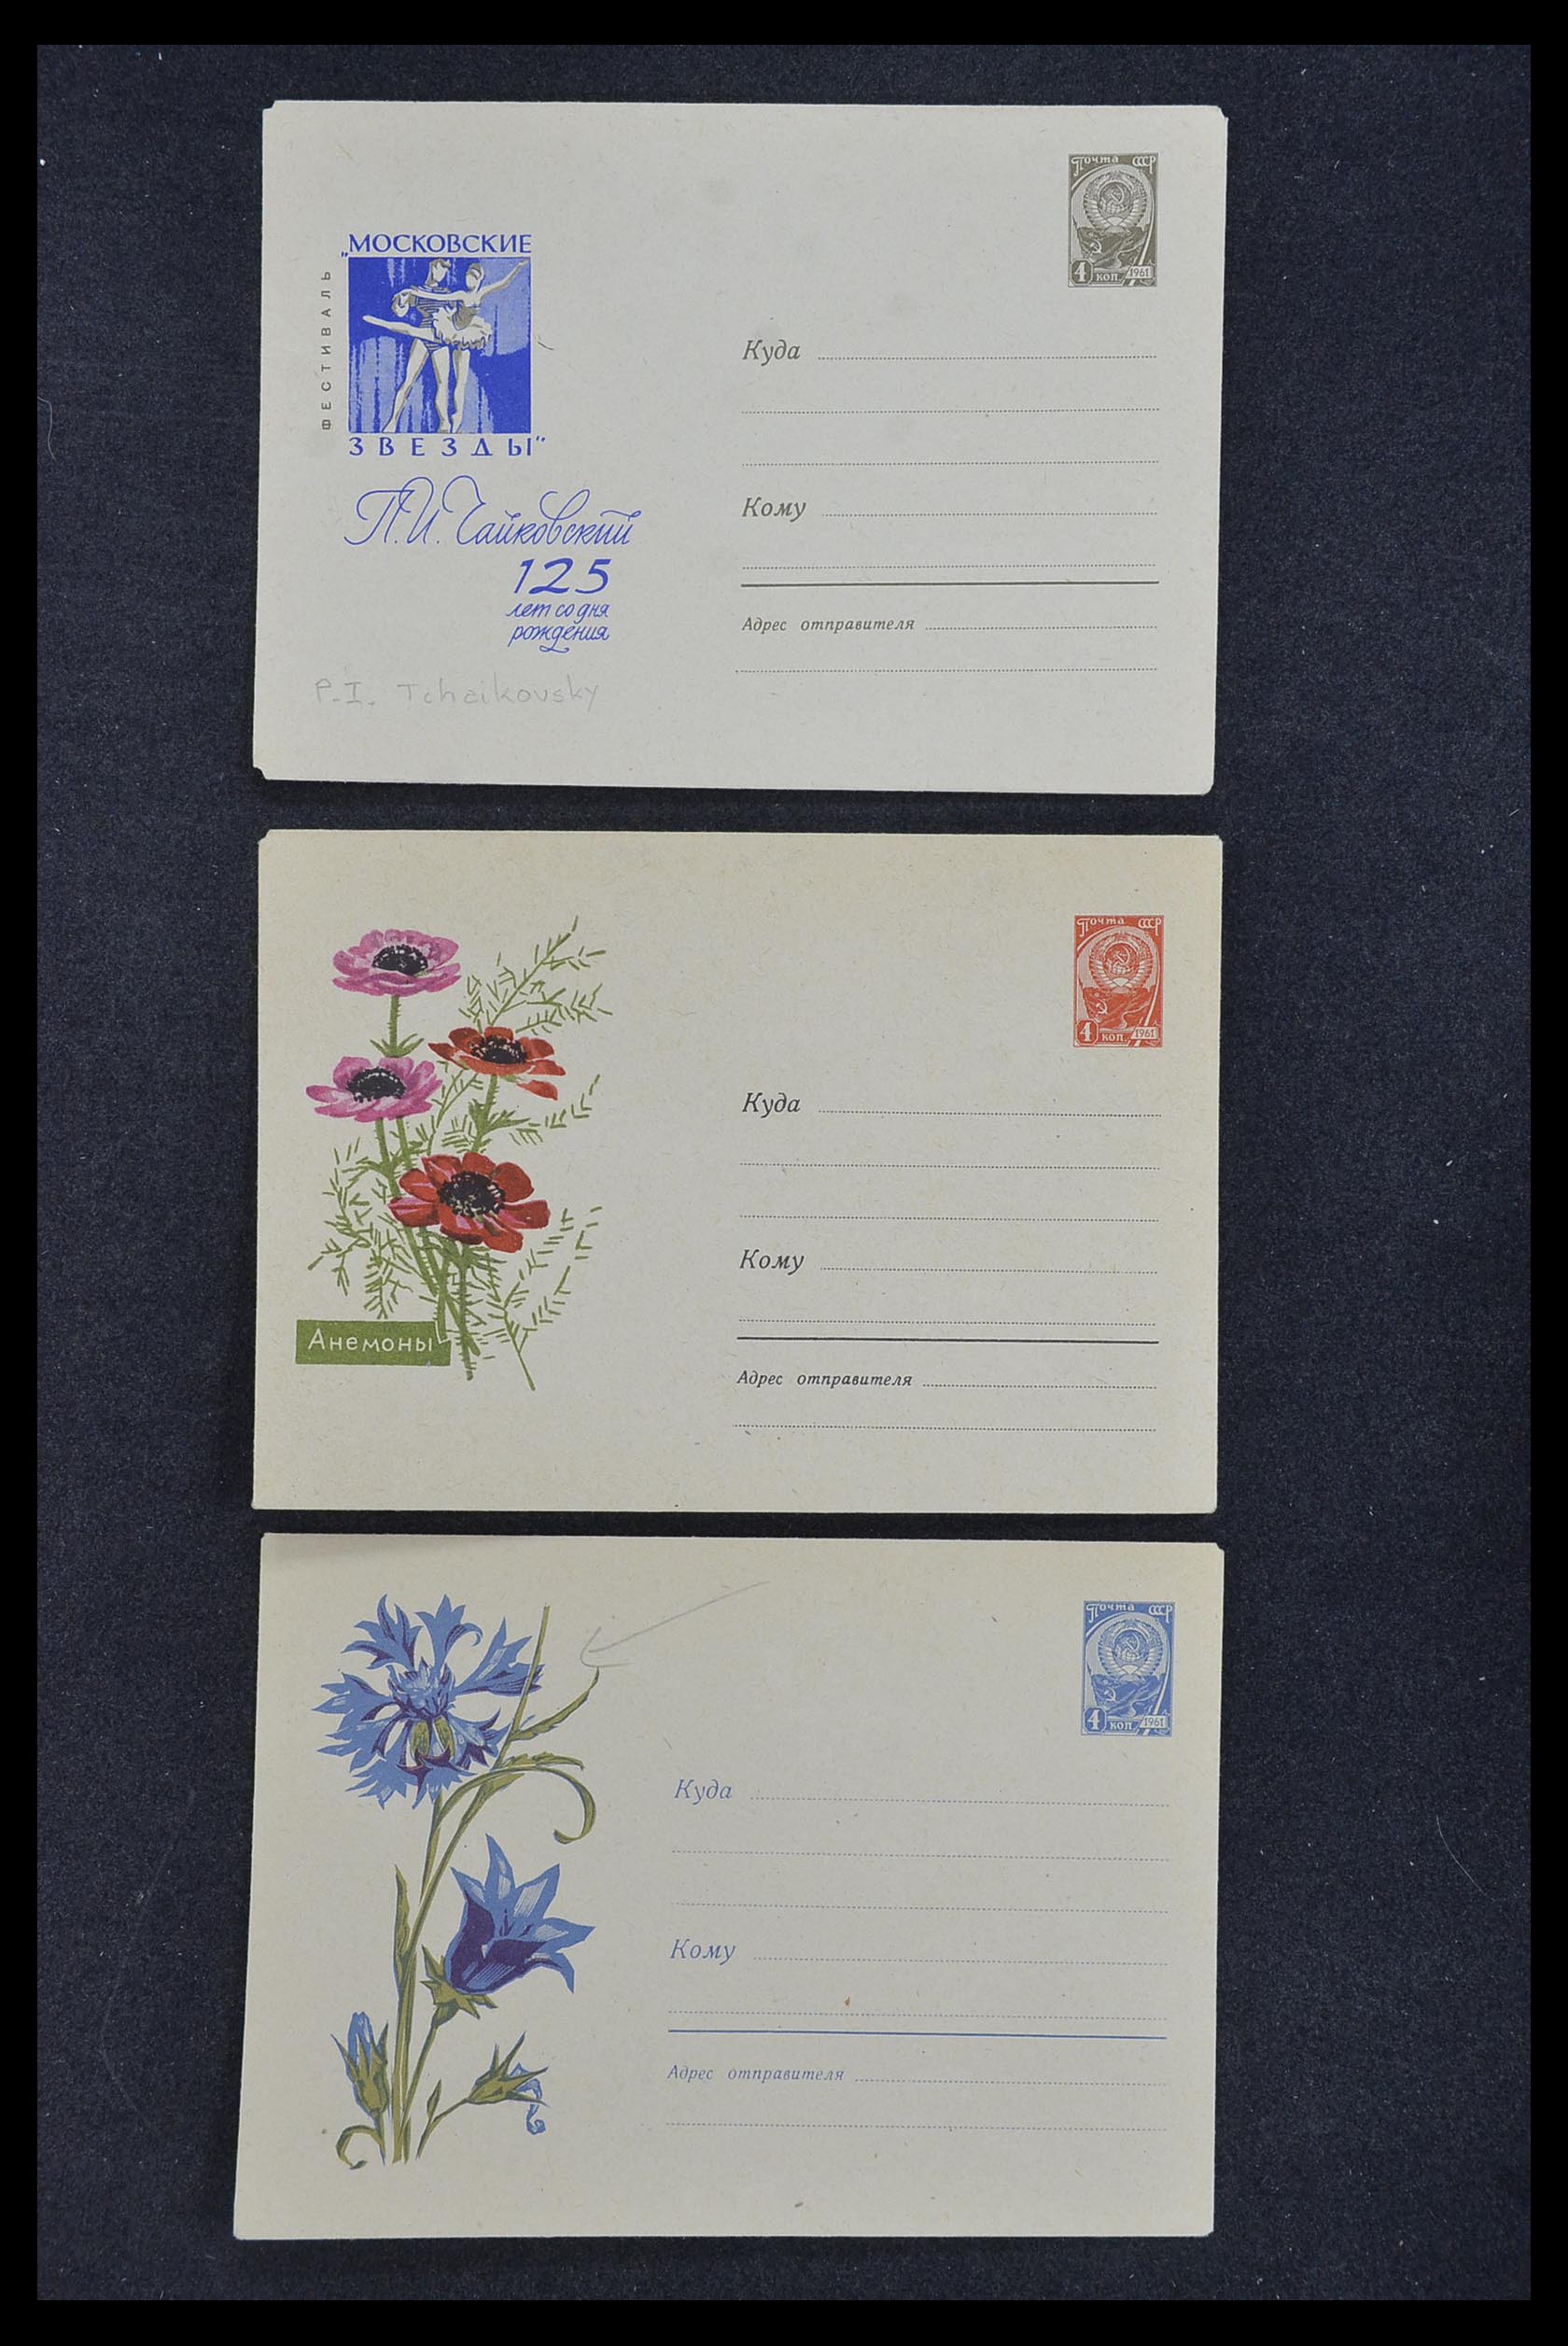 Почта СССР
4 коп. 1961
ФЕСТИВАЛЬ
„МОСКОВСКИЕ
ЗВЕЗДЫ"
П.И. Чайковский
125
лет со дня
рождения
P.I. Tchaikovsky
Куда
Кому
Адрес отправителя
Почта СССР
4 коп. 1961
Анемоны
Куда
Кому
Адрес отправителя
Почта СССР
4 коп. 1961
Куда
Кому
Адрес отправителя